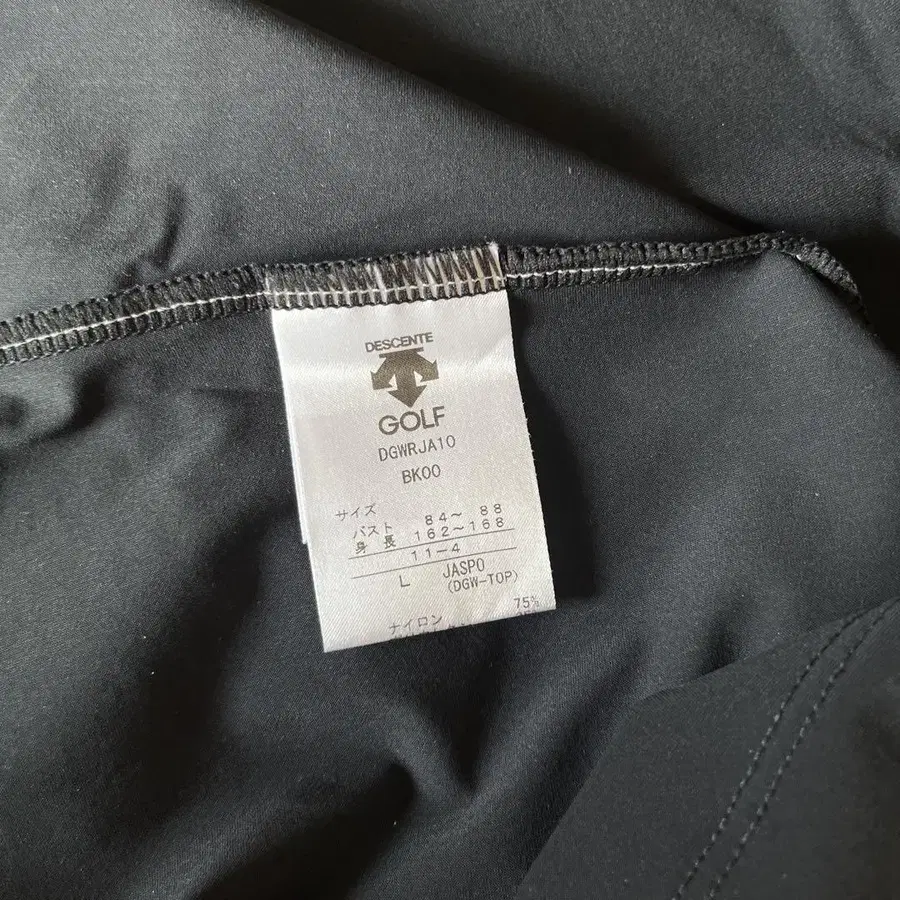 DESCENTE
GOLF
DGWRJA10
BK00
サイズ
バスト 84～ 88
身 長 162～168
11-4
L JASPO
(DGW-TOP)
ナイロン 75%